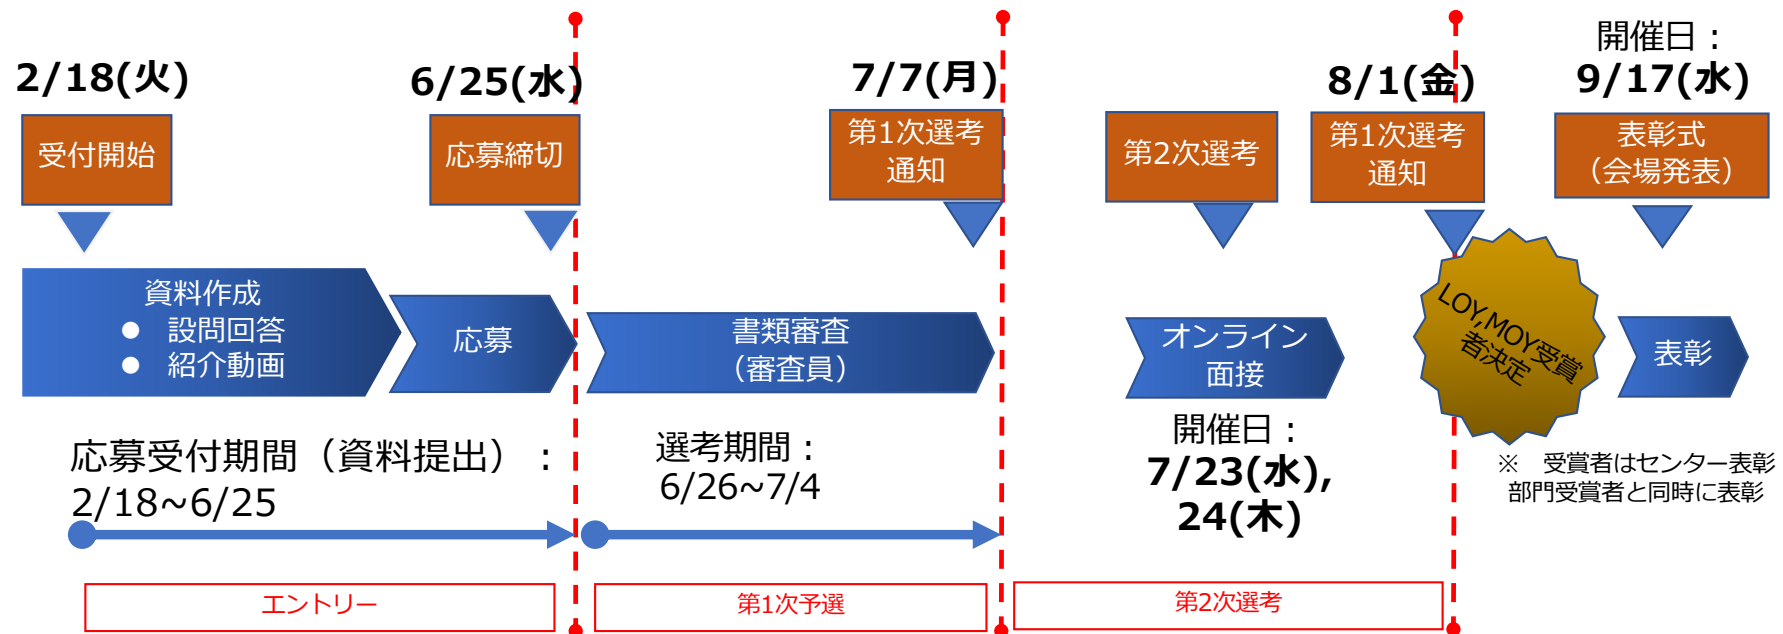 2/18(火)
6/25(水)
7/7(月)
8/1(金)
開催日：
9/17(水)
受付開始
応募締切
第1次選考
通知
第2次選考
第1次選考
通知
表彰式
（会場発表）
資料作成
● 設問回答
● 紹介動画
応募
書類審査
（審査員）
オンライン
面接
LOY,MOY受賞
者決定
表彰
応募受付期間（資料提出）：
2/18~6/25
選考期間：
6/26~7/4
開催日：
7/23(水),
24(木)
※　受賞者はセンター表彰
部門受賞者と同時に表彰
エントリー
第1次予選
第2次選考